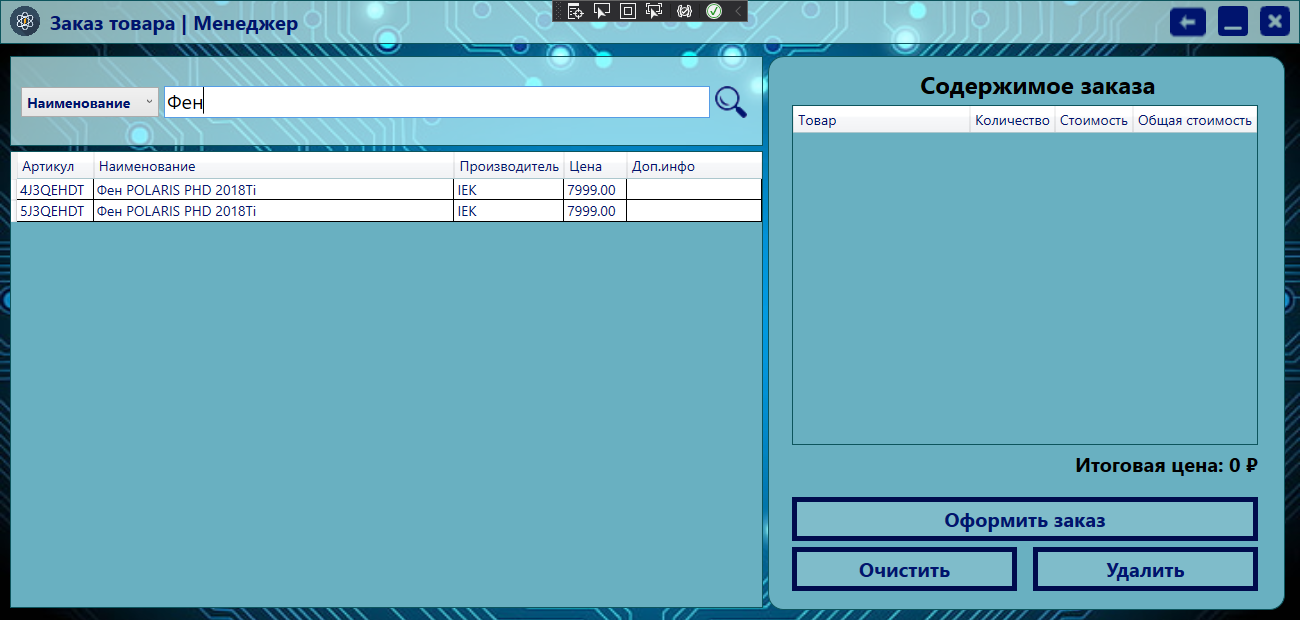 Заказ товара | Менеджер
Наименование
Фен
Артикул Наименование Производитель Цена Доп.инфо
4J3QEHDT Фен POLARIS PHD 2018Ti IEK 7999.00
5J3QEHDT Фен POLARIS PHD 2018Ti IEK 7999.00
Содержимое заказа
Товар Количество Стоимость Общая стоимость
Итоговая цена: 0 ₽
Оформить заказ
Очистить Удалить